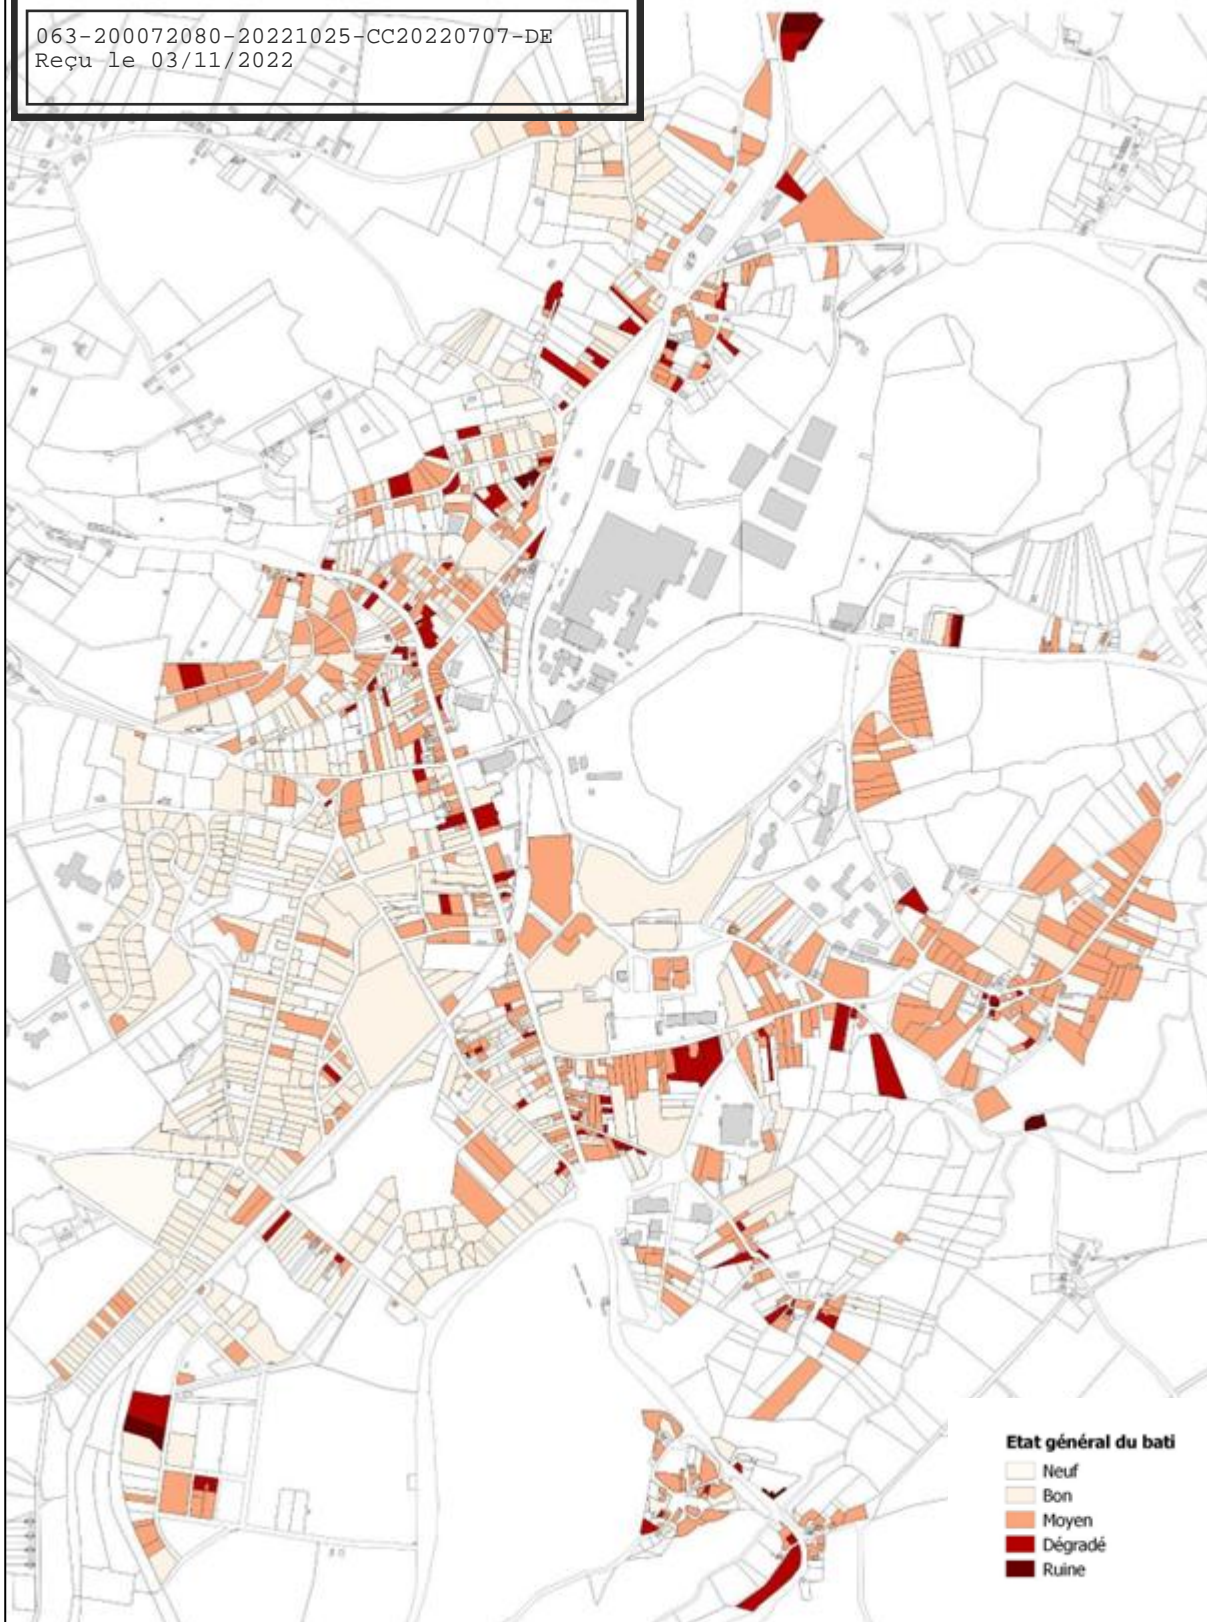 063-200072080-20221025-CC20220707-DE
Reçu le 03/11/2022
Etat général du bati
Neuf
Bon
Moyen
Dégradé
Ruine